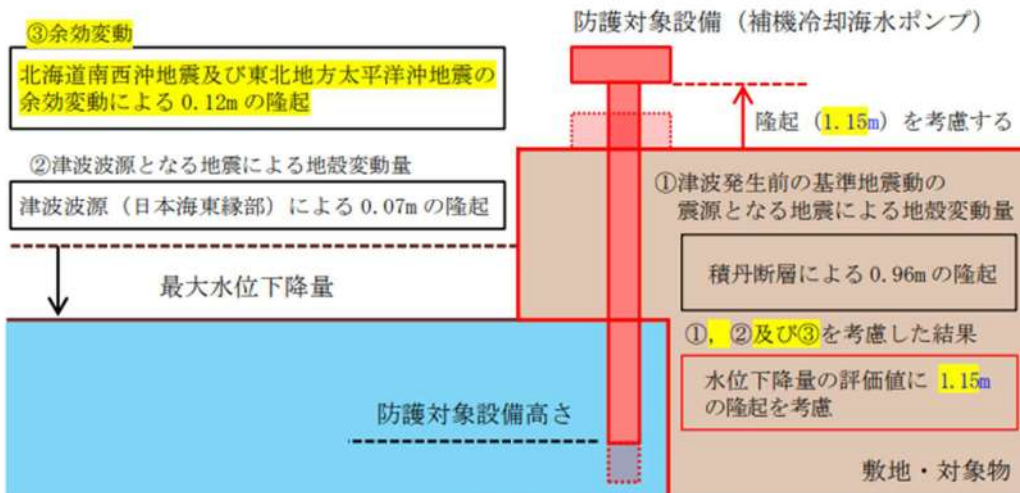 防護対象設備（補機冷却海水ポンプ）
③余効変動
北海道南西沖地震及び東北地方太平洋沖地震の
余効変動による 0.12m の隆起
隆起（1.15m）を考慮する
②津波波源となる地震による地殻変動量
津波波源（日本海東縁部）による 0.07m の隆起
①津波発生前の基準地震動の
震源となる地震による地殻変動量
積丹断層による 0.96m の隆起
最大水位下降量
①，②及び③を考慮した結果
水位下降量の評価値に 1.15m
の隆起を考慮
防護対象設備高さ
敷地・対象物